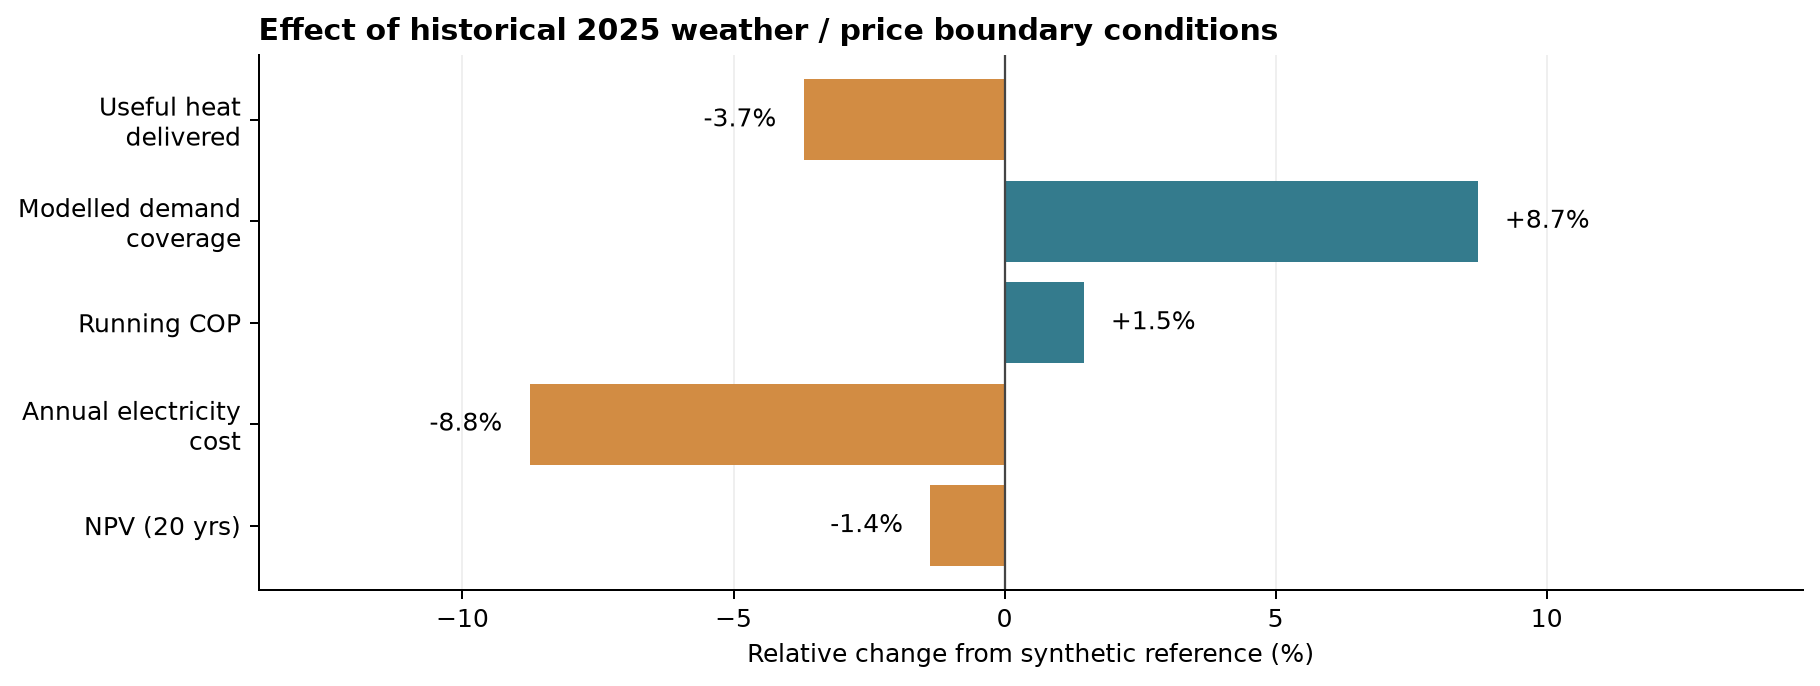 Effect of historical 2025 weather / price boundary conditions
Useful heat
delivered
-3.7%
Modelled demand
coverage
+8.7%
Running COP
+1.5%
Annual electricity
cost
-8.8%
NPV (20 yrs)
-1.4%
−10
−5
0
5
10
Relative change from synthetic reference (%)